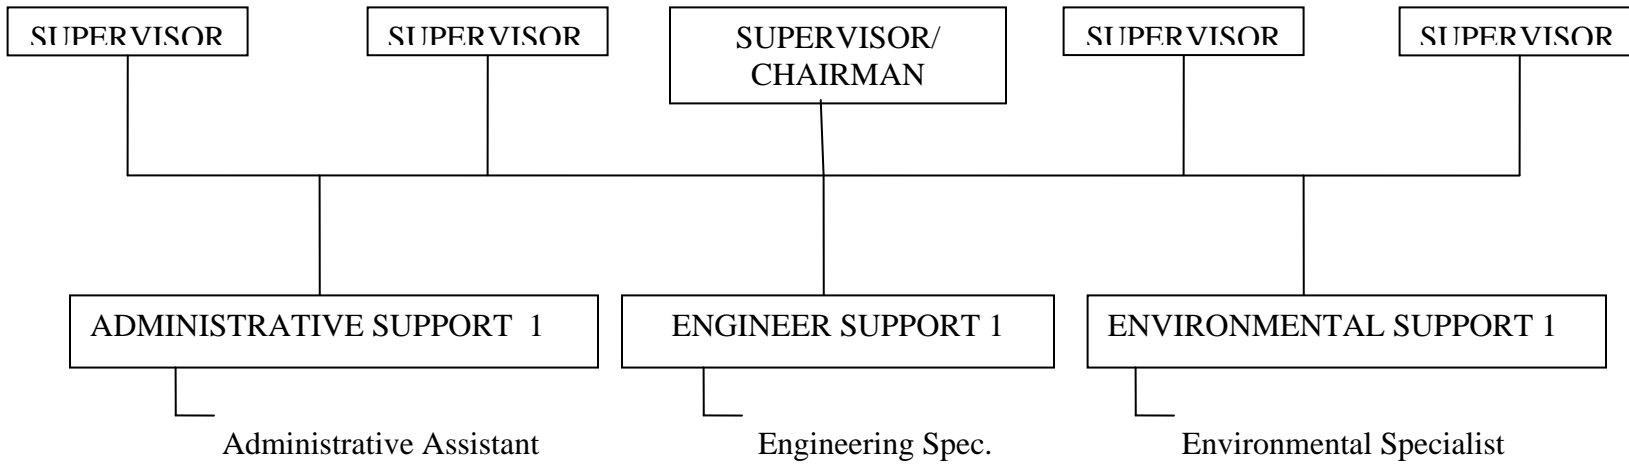 SUPERVISOR
SUPERVISOR
SUPERVISOR/
CHAIRMAN
SUPERVISOR
SUPERVISOR
ADMINISTRATIVE SUPPORT 1
ENGINEER SUPPORT 1
ENVIRONMENTAL SUPPORT 1
Administrative Assistant
Engineering Spec.
Environmental Specialist